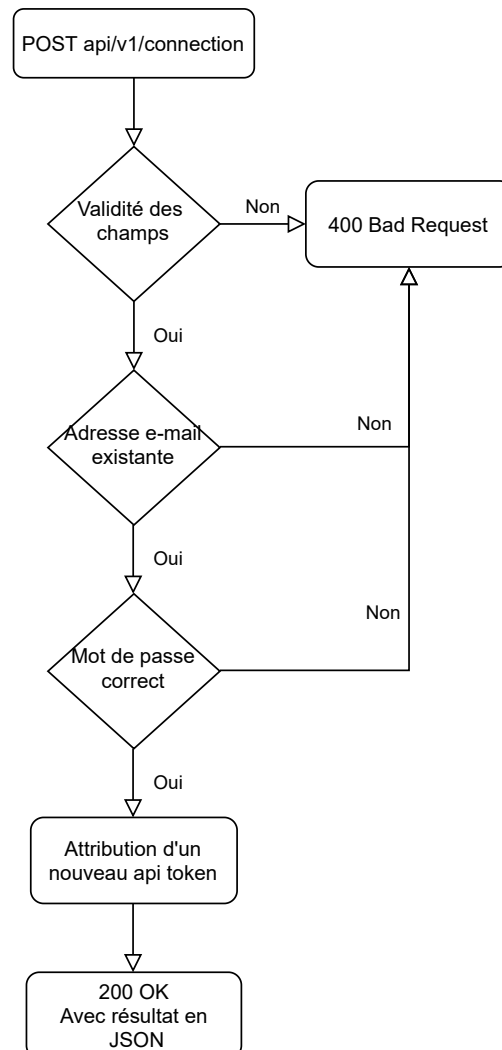 POST api/v1/connection
Validité des
champs
Non
400 Bad Request
Oui
Adresse e-mail
existante
Non
Oui
Mot de passe
correct
Non
Oui
Attribution d'un
nouveau api token
200 OK
Avec résultat en
JSON